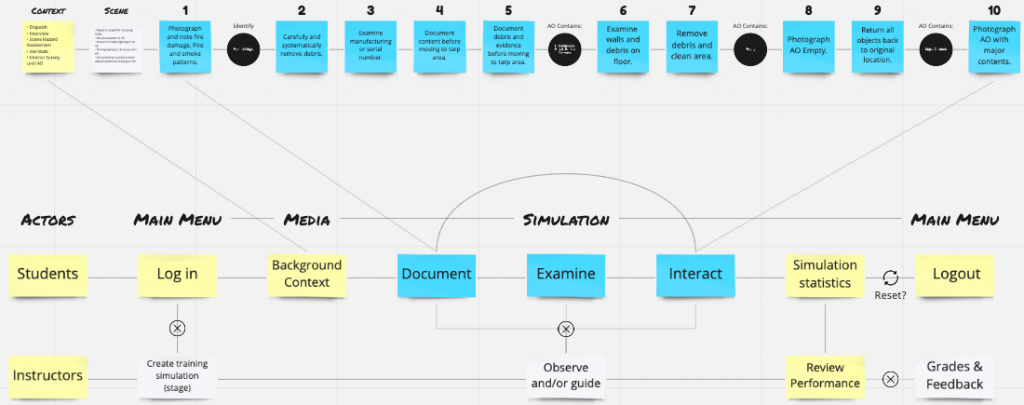 CONTEXT
SCENE
1
2
3
4
5
6
7
8
9
10
• Dispatch
• Interview
• Scene Hazard
Assessment
• 360 Walk
• Internal Survey
until AO
Photograph
and note fire
damage. Fire
and smoke
patterns.
Identify
Carefully and
systematically
remove debris.
Examine
manufacturing
or serial
number.
Document
content before
moving to tarp
area.
Document
debris and
evidence before
moving to tarp
area.
AO Contains:
Examine
walls and
debris on
floor.
Remove
debris and
clean area.
AO Contains:
Photograph
AO Empty.
Return all
objects back
to original
location.
AO Contains:
Photograph
AO with
major
contents.
ACTORS
MAIN MENU
MEDIA
SIMULATION
MAIN MENU
Students
Log in
Background
Context
Document
Examine
Interact
Simulation
statistics
Reset?
Logout
Instructors
Create training
simulation
(stage)
Observe
and/or guide
Review
Performance
Grades &
Feedback